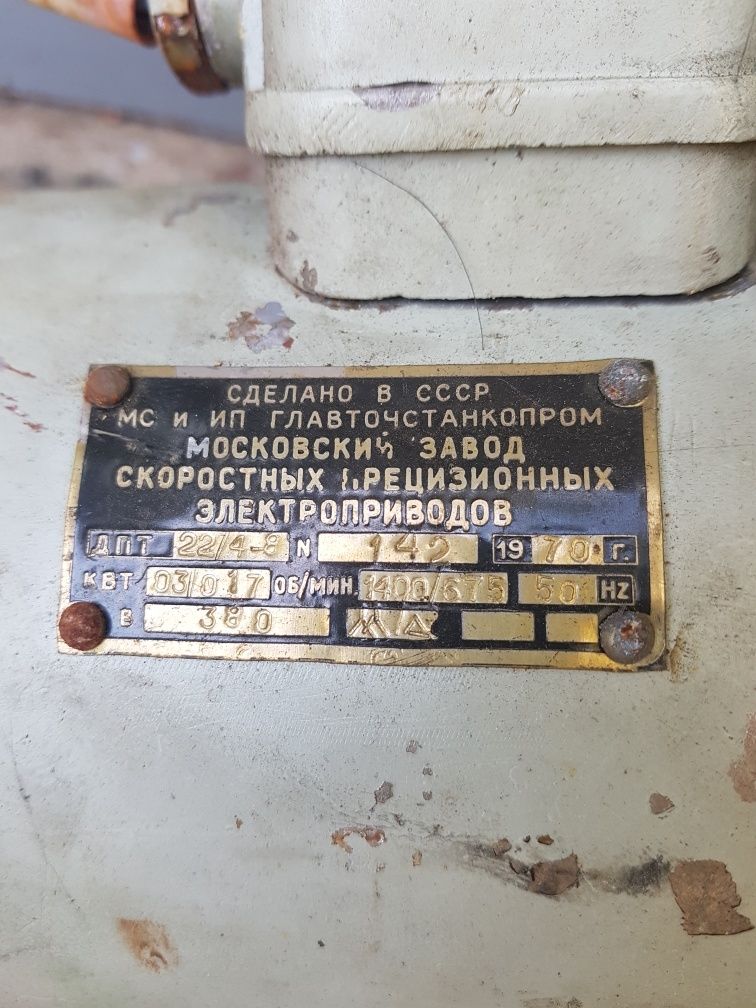 СДЕЛАНО В СССР
МС И ИП ГЛАВТОЧСТАНКОПРОМ
МОСКОВСКИЙ ЗАВОД
СКОРОСТНЫХ ПРЕЦИЗИОННЫХ
ЭЛЕКТРОПРИВОДОВ
ДПТ 22/4-8 N 142 1970 Г.
КВТ 03/017 ОБ/МИН. 1400/675 50 HZ
В 380